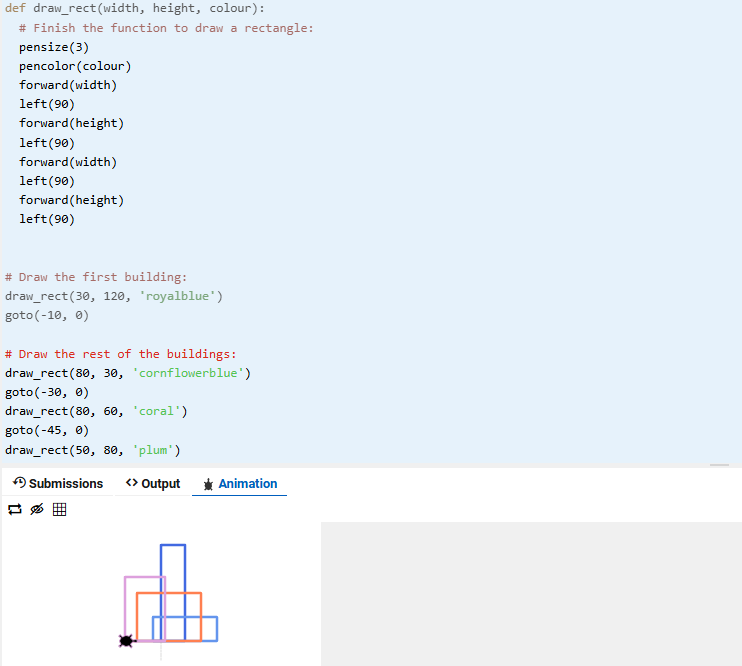 def draw_rect(width, height, colour):
  # Finish the function to draw a rectangle:
  pensize(3)
  pencolor(colour)
  forward(width)
  left(90)
  forward(height)
  left(90)
  forward(width)
  left(90)
  forward(height)
  left(90)
# Draw the first building:
draw_rect(30, 120, 'royalblue')
goto(-10, 0)
# Draw the rest of the buildings:
draw_rect(80, 30, 'cornflowerblue')
goto(-30, 0)
draw_rect(80, 60, 'coral')
goto(-45, 0)
draw_rect(50, 80, 'plum')
Submissions <> Output Animation